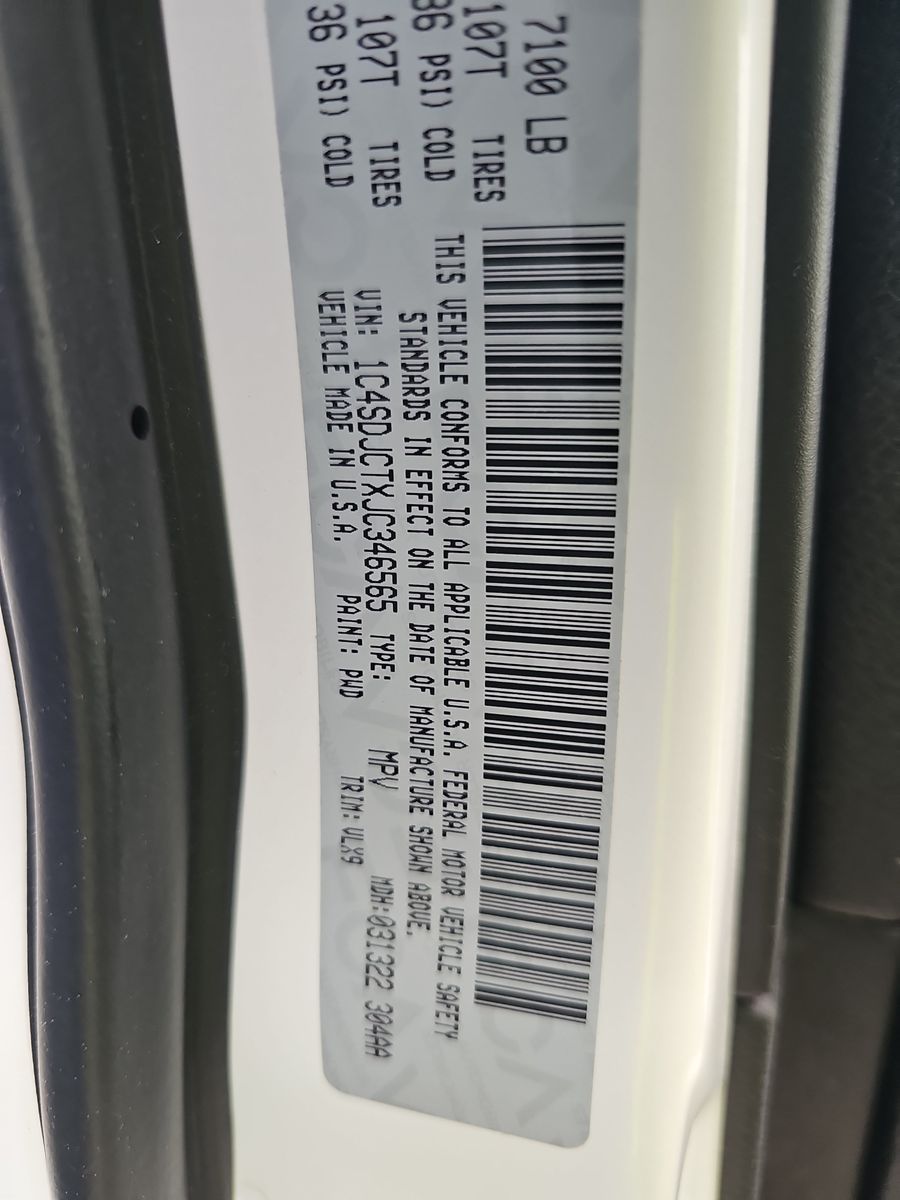 7100 LB
107T TIRES
36 PSI) COLD
107T TIRES
36 PSI) COLD
THIS VEHICLE CONFORMS TO ALL APPLICABLE U.S.A. FEDERAL MOTOR VEHICLE SAFETY
STANDARDS IN EFFECT ON THE DATE OF MANUFACTURE SHOWN ABOVE.
VIN: 1C4SDJCTXJC346565 TYPE: MPV MDH:031322 304AA
VEHICLE MADE IN U.S.A. PAINT: PWD TRIM: VLX9